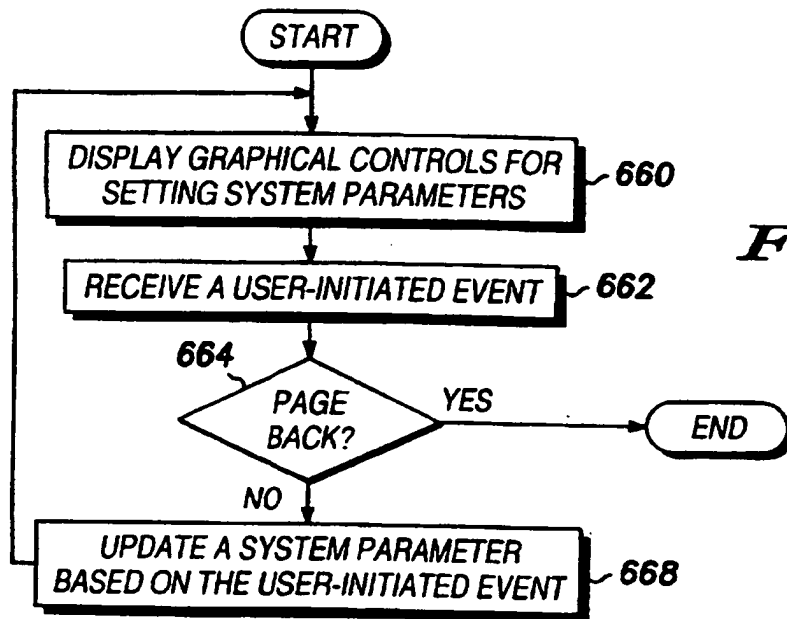 START
DISPLAY GRAPHICAL CONTROLS FOR
SETTING SYSTEM PARAMETERS
660
F
RECEIVE A USER-INITIATED EVENT
662
664
PAGE
BACK?
YES
END
NO
UPDATE A SYSTEM PARAMETER
BASED ON THE USER-INITIATED EVENT
668